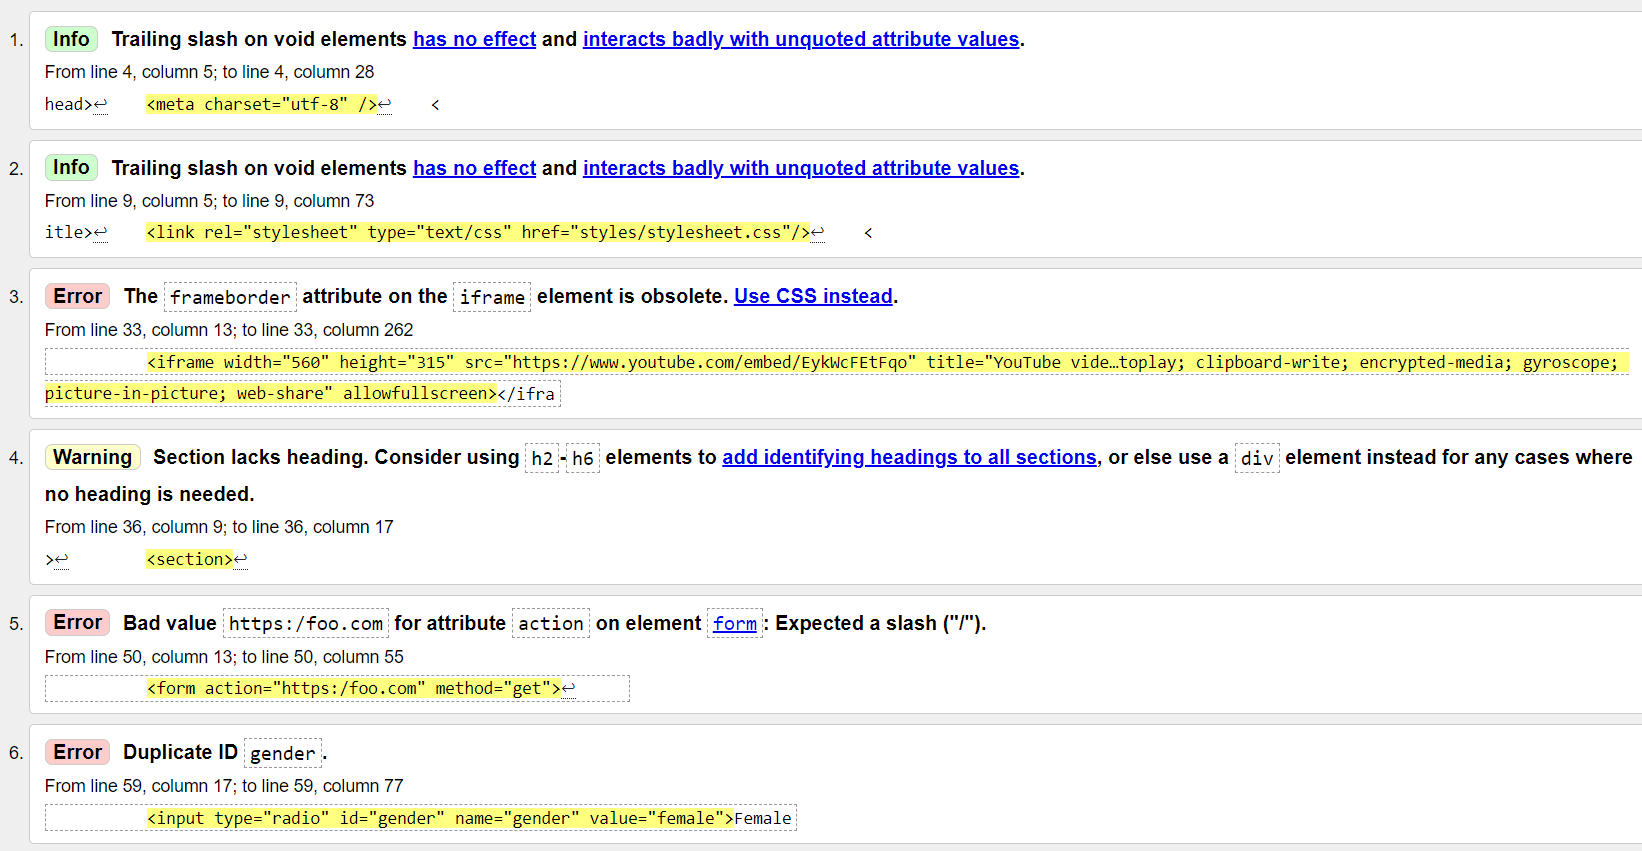 1. Info Trailing slash on void elements has no effect and interacts badly with unquoted attribute values.
From line 4, column 5; to line 4, column 28
head>↩ <meta charset="utf-8" />↩ <
2. Info Trailing slash on void elements has no effect and interacts badly with unquoted attribute values.
From line 9, column 5; to line 9, column 73
itle>↩ <link rel="stylesheet" type="text/css" href="styles/stylesheet.css"/>↩ <
3. Error The frameborder attribute on the iframe element is obsolete. Use CSS instead.
From line 33, column 13; to line 33, column 262
<iframe width="560" height="315" src="https://www.youtube.com/embed/EykWcFEtFqo" title="YouTube vide…toplay; clipboard-write; encrypted-media; gyroscope;
picture-in-picture; web-share" allowfullscreen></ifra
4. Warning Section lacks heading. Consider using h2-h6 elements to add identifying headings to all sections, or else use a div element instead for any cases where
no heading is needed.
From line 36, column 9; to line 36, column 17
>↩ <section>↩
5. Error Bad value https:/foo.com for attribute action on element form: Expected a slash ("/").
From line 50, column 13; to line 50, column 55
<form action="https:/foo.com" method="get">↩
6. Error Duplicate ID gender.
From line 59, column 17; to line 59, column 77
<input type="radio" id="gender" name="gender" value="female">Female